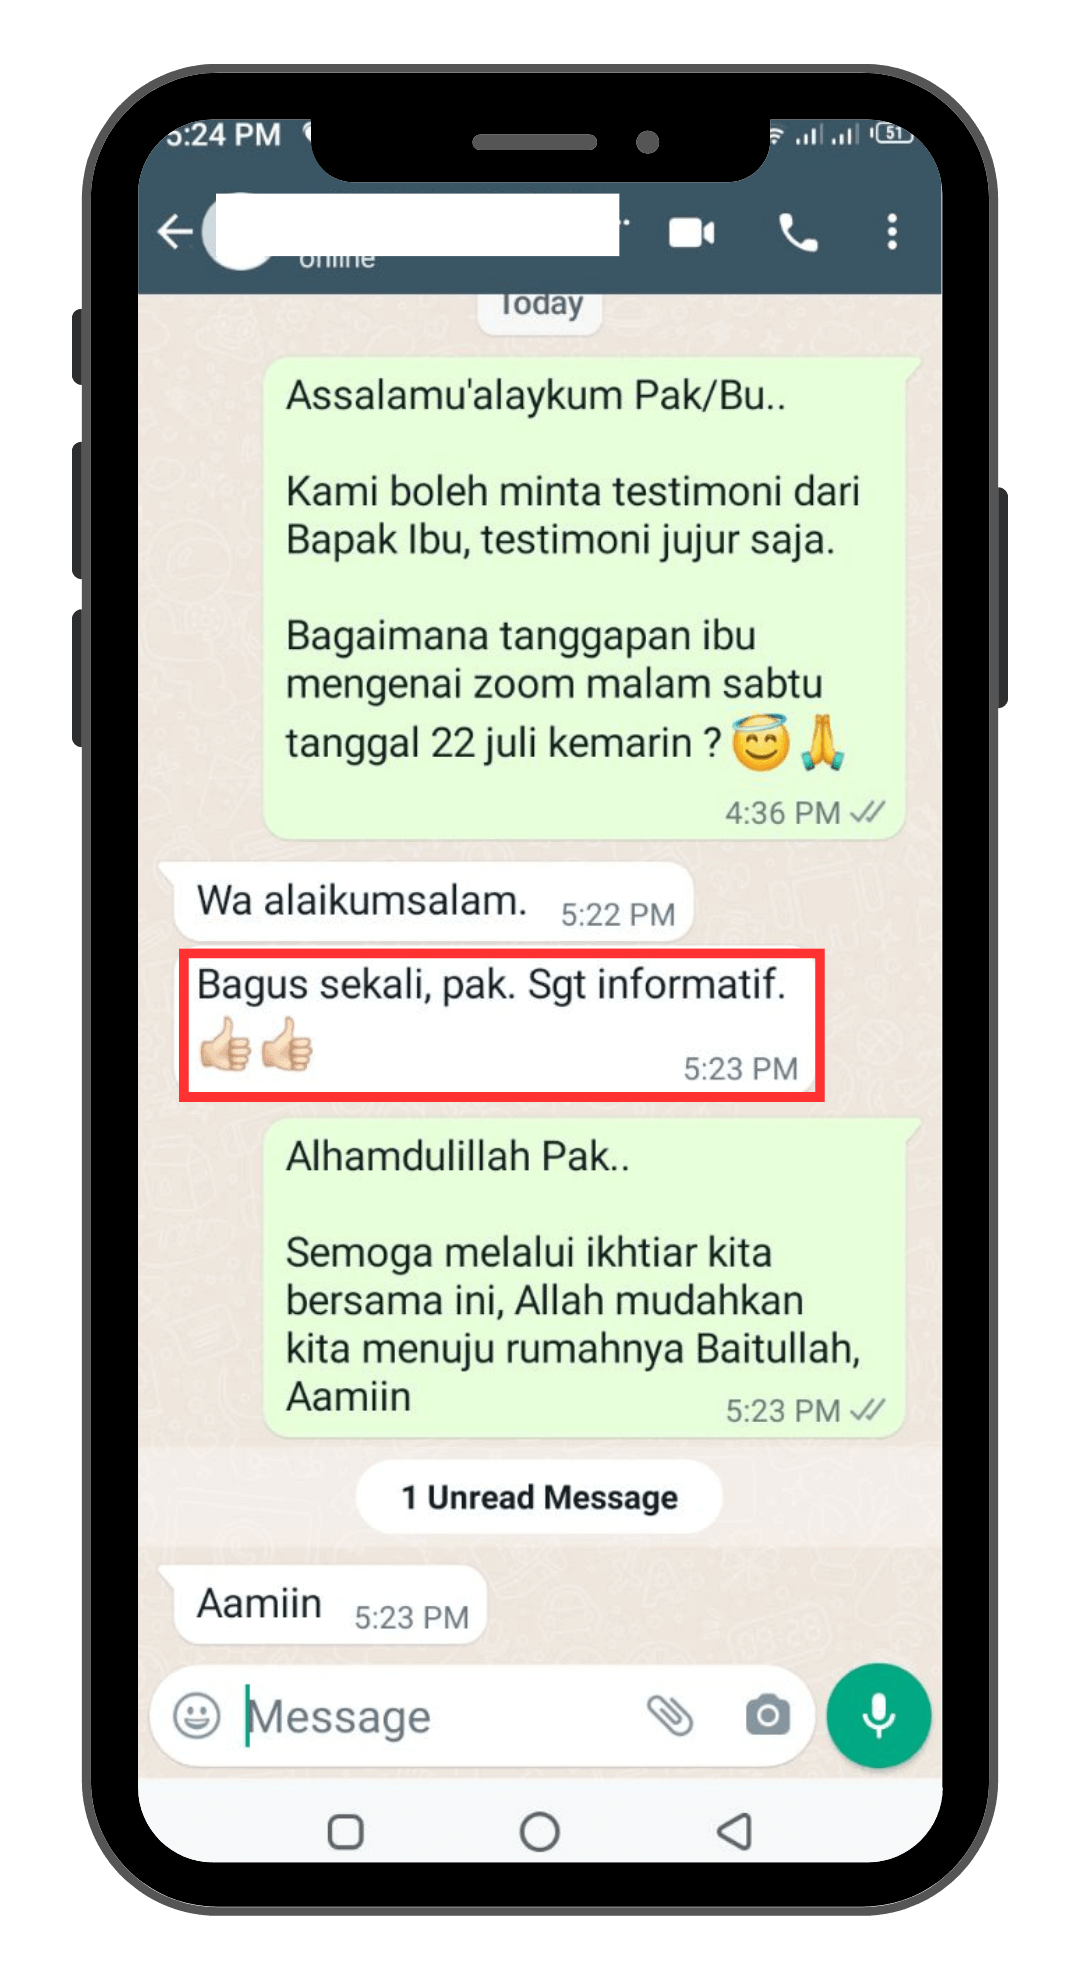 5:24 PM
51
online
Today
Assalamu'alaykum Pak/Bu..
Kami boleh minta testimoni dari
Bapak Ibu, testimoni jujur saja.
Bagaimana tanggapan ibu
mengenai zoom malam sabtu
tanggal 22 juli kemarin ? 😇🙏
4:36 PM
Wa alaikumsalam. 5:22 PM
Bagus sekali, pak. Sgt informatif.
👍🏻👍🏻 5:23 PM
Alhamdulillah Pak..
Semoga melalui ikhtiar kita
bersama ini, Allah mudahkan
kita menuju rumahnya Baitullah,
Aamiin 5:23 PM
1 Unread Message
Aamiin 5:23 PM
Message